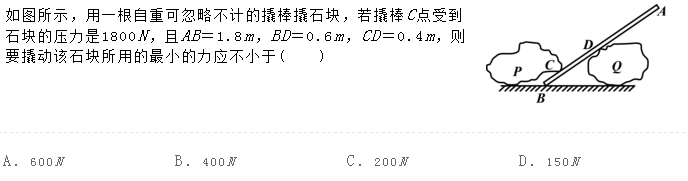 如图所示，用一根自重可忽略不计的撬棒撬石块，若撬棒C点受到
石块的压力是1800N，且AB＝1.8m，BD＝0.6m，CD＝0.4m，则
要撬动该石块所用的最小的力应不小于(　　)
A
D
C
P
Q
B
A．600N B．400N C．200N D．150N